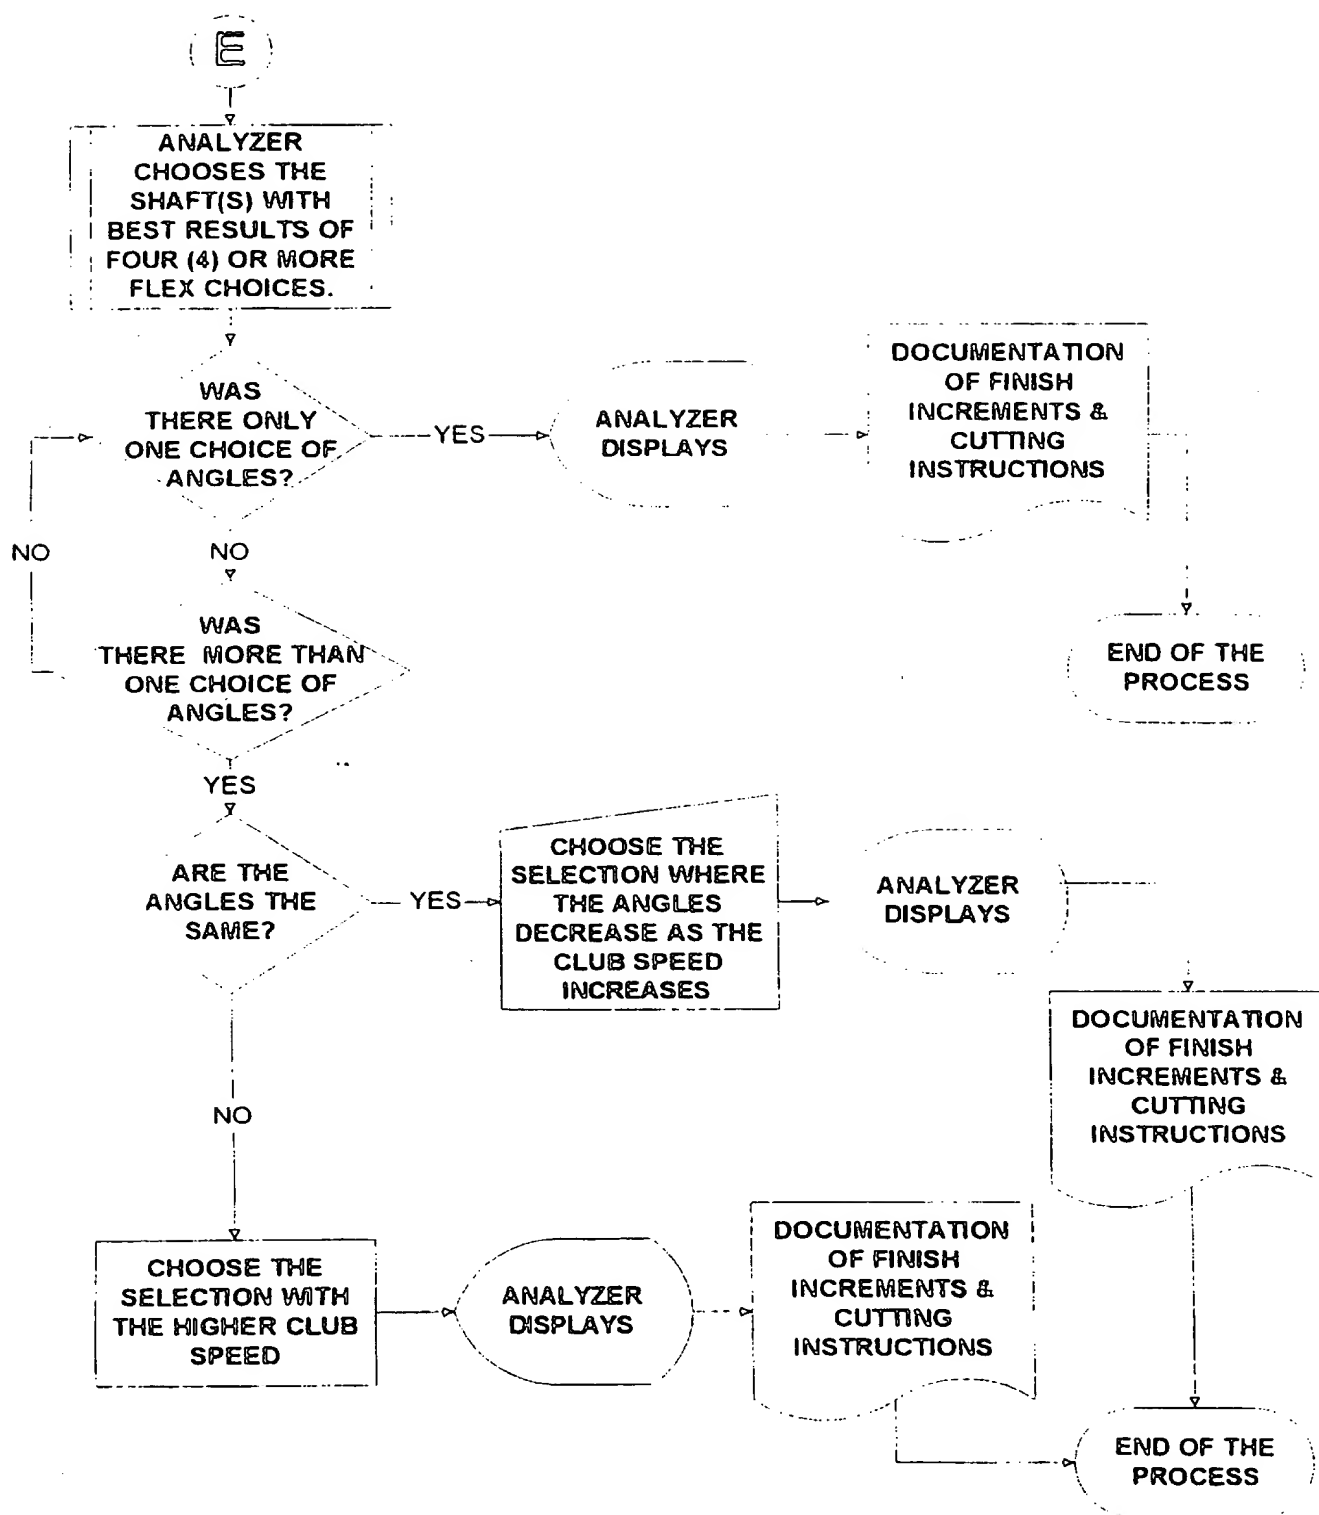 E
ANALYZER
CHOOSES THE
SHAFT(S) WITH
BEST RESULTS OF
FOUR (4) OR MORE
FLEX CHOICES.
WAS
THERE ONLY
ONE CHOICE OF
ANGLES?
YES
ANALYZER
DISPLAYS
DOCUMENTATION
OF FINISH
INCREMENTS &
CUTTING
INSTRUCTIONS
NO
NO
WAS
THERE MORE THAN
ONE CHOICE OF
ANGLES?
END OF THE
PROCESS
YES
ARE THE
ANGLES THE
SAME?
YES
CHOOSE THE
SELECTION WHERE
THE ANGLES
DECREASE AS THE
CLUB SPEED
INCREASES
ANALYZER
DISPLAYS
DOCUMENTATION
OF FINISH
INCREMENTS &
CUTTING
INSTRUCTIONS
NO
CHOOSE THE
SELECTION WITH
THE HIGHER CLUB
SPEED
ANALYZER
DISPLAYS
DOCUMENTATION
OF FINISH
INCREMENTS &
CUTTING
INSTRUCTIONS
END OF THE
PROCESS